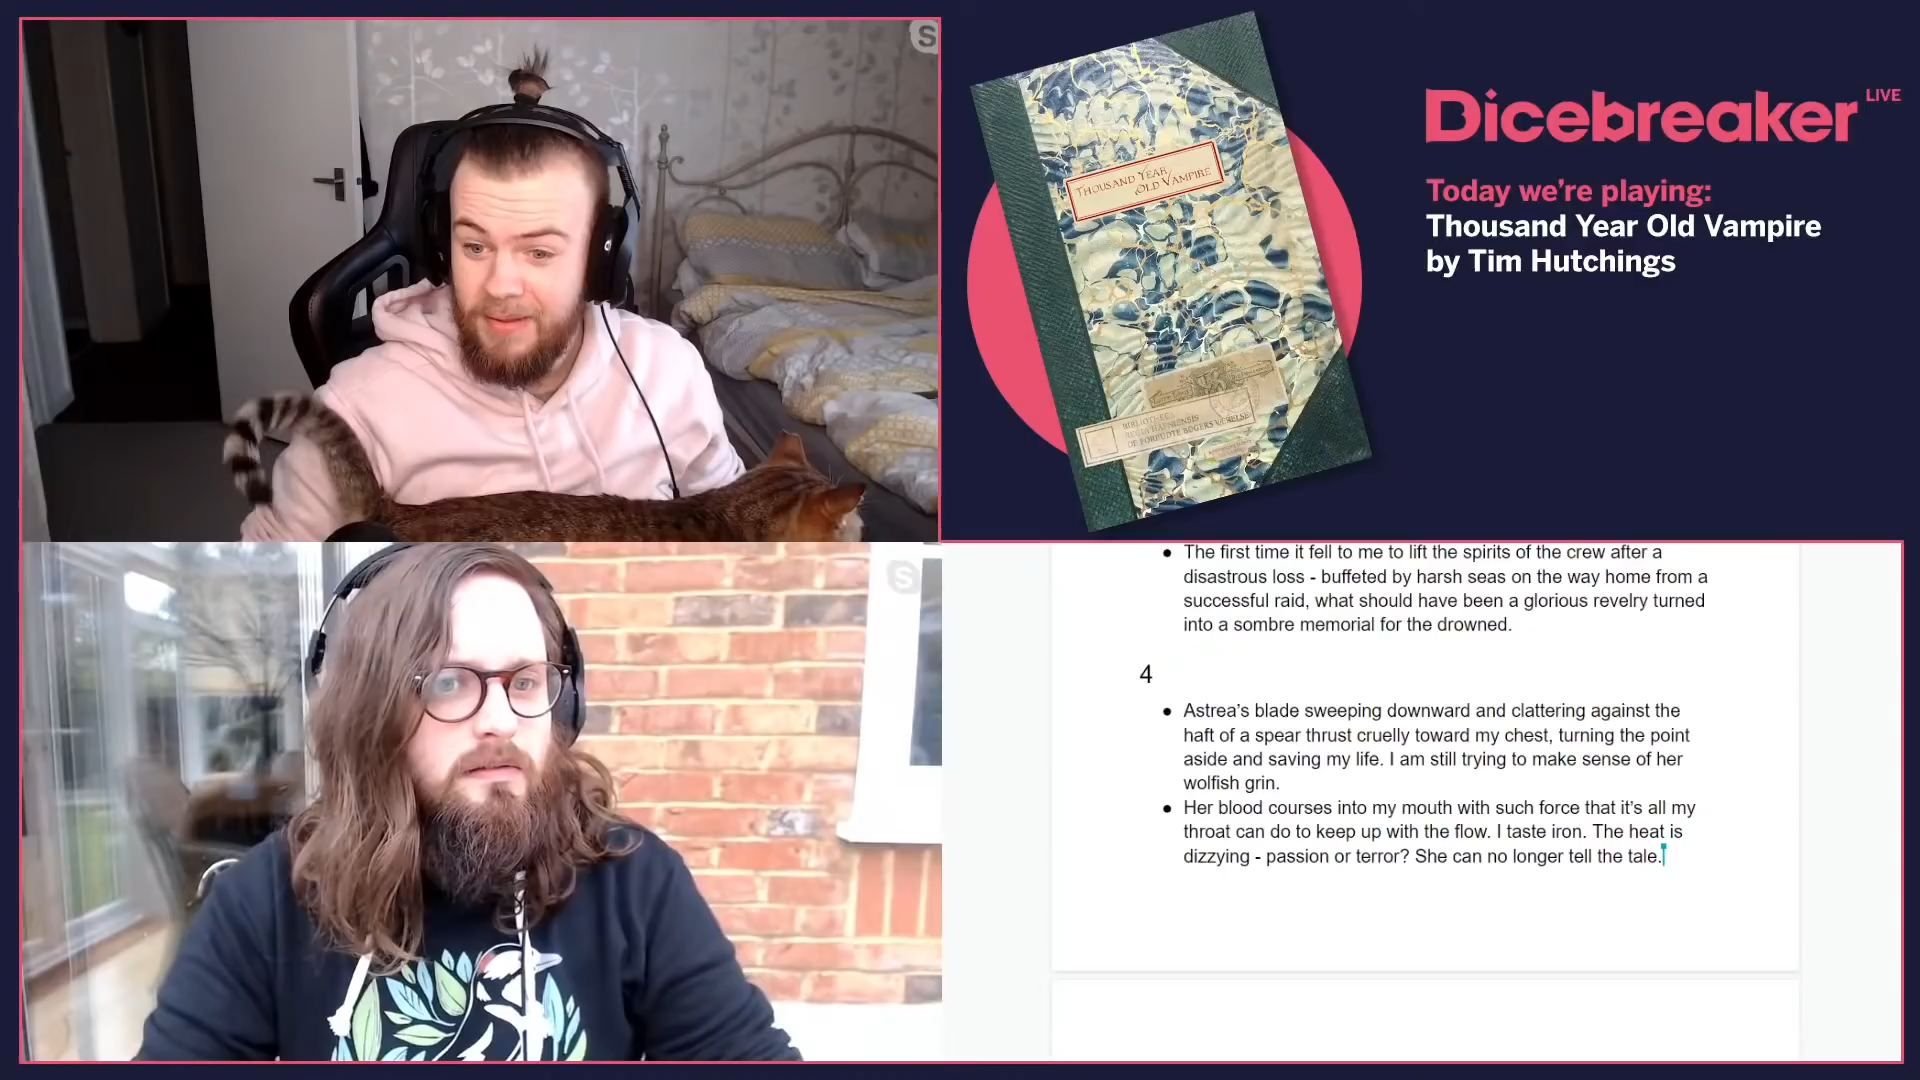 S
THOUSAND YEAR
OLD VAMPIRE
Dicebreaker LIVE
Today we're playing:
Thousand Year Old Vampire
by Tim Hutchings
S
● The first time it fell to me to lift the spirits of the crew after a
disastrous loss - buffeted by harsh seas on the way home from a
successful raid, what should have been a glorious revelry turned
into a sombre memorial for the drowned.
4
● Astrea’s blade sweeping downward and clattering against the
haft of a spear thrust cruelly toward my chest, turning the point
aside and saving my life. I am still trying to make sense of her
wolfish grin.
● Her blood courses into my mouth with such force that it’s all my
throat can do to keep up with the flow. I taste iron. The heat is
dizzying - passion or terror? She can no longer tell the tale.